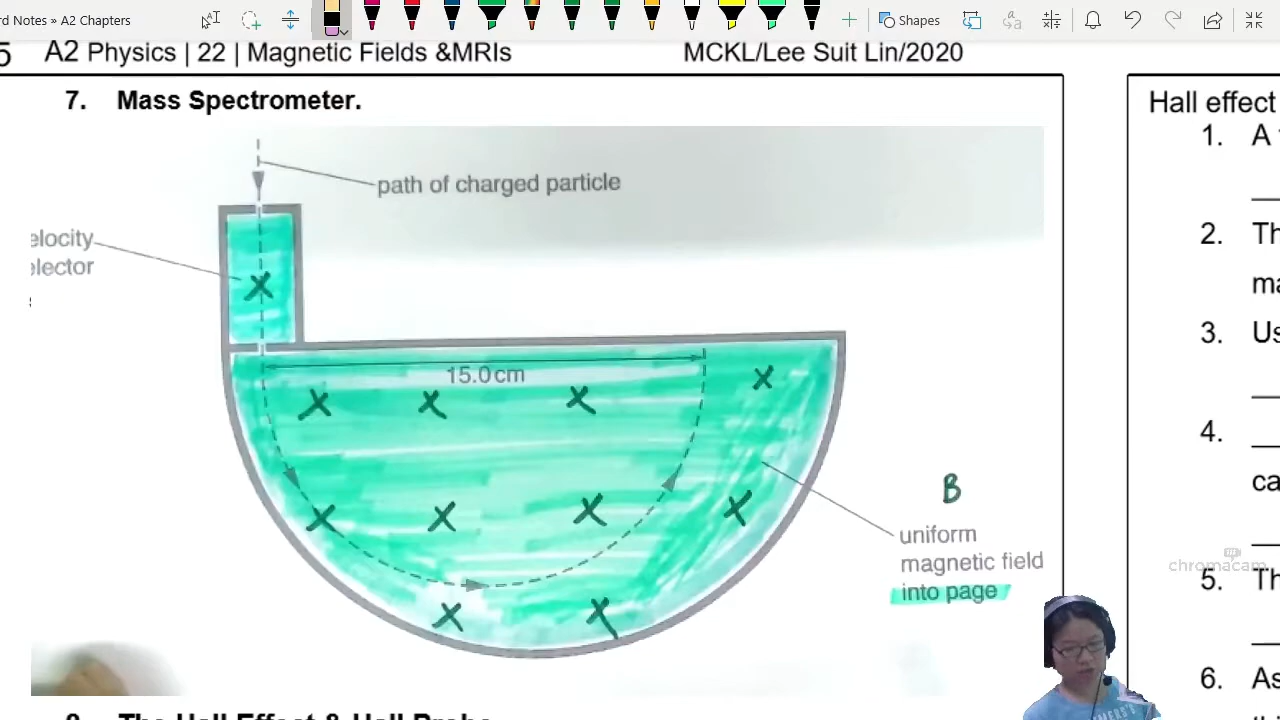 rd Notes » A2 Chapters
Shapes
5 A2 Physics | 22 | Magnetic Fields &MRIs MCKL/Lee Suit Lin/2020
7. Mass Spectrometer.
path of charged particle
elocity
elector
15.0cm
X
X X X X
X X X X
X X
B
uniform
magnetic field
into page
chromacam
Hall effect
1. A
2. Th
ma
3. Us
4.
ca
5. Th
6. As